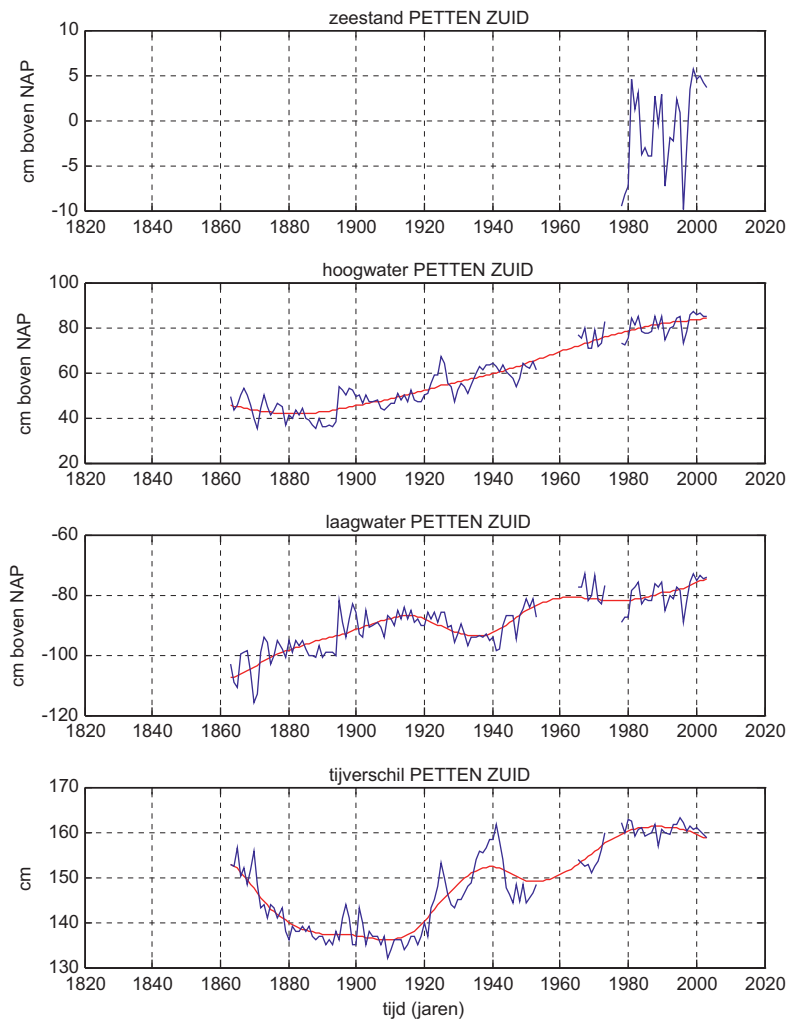 zeestand PETTEN ZUID
10
5
0
-5
-10
cm boven NAP
1820 1840 1860 1880 1900 1920 1940 1960 1980 2000 2020
hoogwater PETTEN ZUID
100
80
60
40
20
cm boven NAP
1820 1840 1860 1880 1900 1920 1940 1960 1980 2000 2020
laagwater PETTEN ZUID
-60
-80
-100
-120
cm boven NAP
1820 1840 1860 1880 1900 1920 1940 1960 1980 2000 2020
tijverschil PETTEN ZUID
170
160
150
140
130
cm
1820 1840 1860 1880 1900 1920 1940 1960 1980 2000 2020
tijd (jaren)